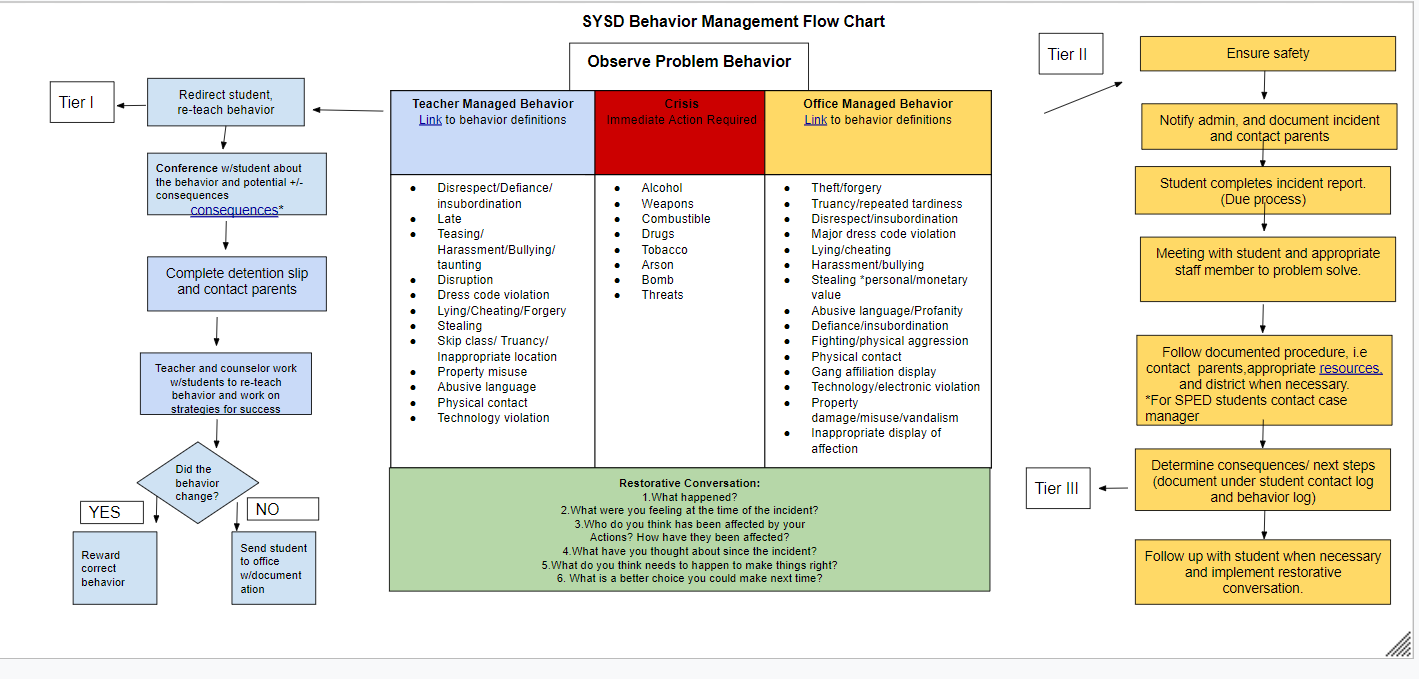 SYSD Behavior Management Flow Chart
Observe Problem Behavior
Tier I
Redirect student,
re-teach behavior
Conference w/student about
the behavior and potential +/-
consequences
consequences*
Complete detention slip
and contact parents
Teacher and counselor work
w/students to re-teach
behavior and work on
strategies for success
Did the
behavior
change?
YES
NO
Reward
correct
behavior
Send student
to office
w/document
ation
Teacher Managed Behavior
Link to behavior definitions
● Disrespect/Defiance/
insubordination
● Late
● Teasing/
Harassment/Bullying/
taunting
● Disruption
● Dress code violation
● Lying/Cheating/Forgery
● Stealing
● Skip class/ Truancy/
Inappropriate location
● Property misuse
● Abusive language
● Physical contact
● Technology violation
Crisis
Immediate Action Required
● Alcohol
● Weapons
● Combustible
● Drugs
● Tobacco
● Arson
● Bomb
● Threats
Office Managed Behavior
Link to behavior definitions
● Theft/forgery
● Truancy/repeated tardiness
● Disrespect/insubordination
● Major dress code violation
● Lying/cheating
● Harassment/bullying
● Stealing *personal/monetary
value
● Abusive language/Profanity
● Defiance/insubordination
● Fighting/physical aggression
● Physical contact
● Gang affiliation display
● Technology/electronic violation
● Property
damage/misuse/vandalism
● Inappropriate display of
affection
Restorative Conversation:
1.What happened?
2.What were you feeling at the time of the incident?
3.Who do you think has been affected by your
Actions? How have they been affected?
4.What have you thought about since the incident?
5.What do you think needs to happen to make things right?
6. What is a better choice you could make next time?
Tier II
Ensure safety
Notify admin, and document incident
and contact parents
Student completes incident report.
(Due process)
Meeting with student and appropriate
staff member to problem solve.
Follow documented procedure, i.e
contact parents,appropriate resources,
and district when necessary.
*For SPED students contact case
manager
Tier III
Determine consequences/ next steps
(document under student contact log
and behavior log)
Follow up with student when necessary
and implement restorative
conversation.